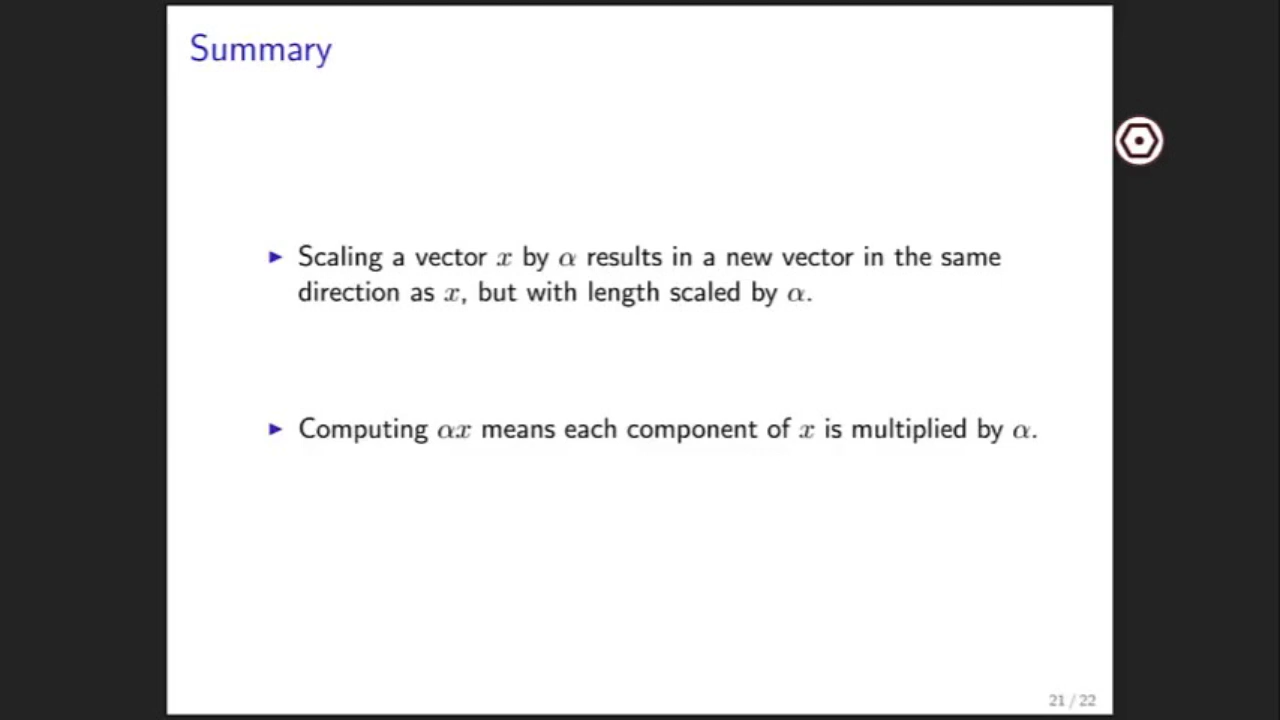 Summary
▶ Scaling a vector x by α results in a new vector in the same
direction as x, but with length scaled by α.
▶ Computing αx means each component of x is multiplied by α.
21 / 22